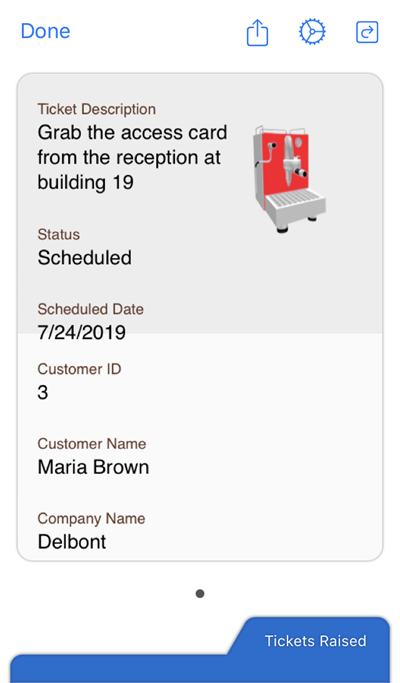 Done
Ticket Description
Grab the access card
from the reception at
building 19
Status
Scheduled
Scheduled Date
7/24/2019
Customer ID
3
Customer Name
Maria Brown
Company Name
Delbont
Tickets Raised